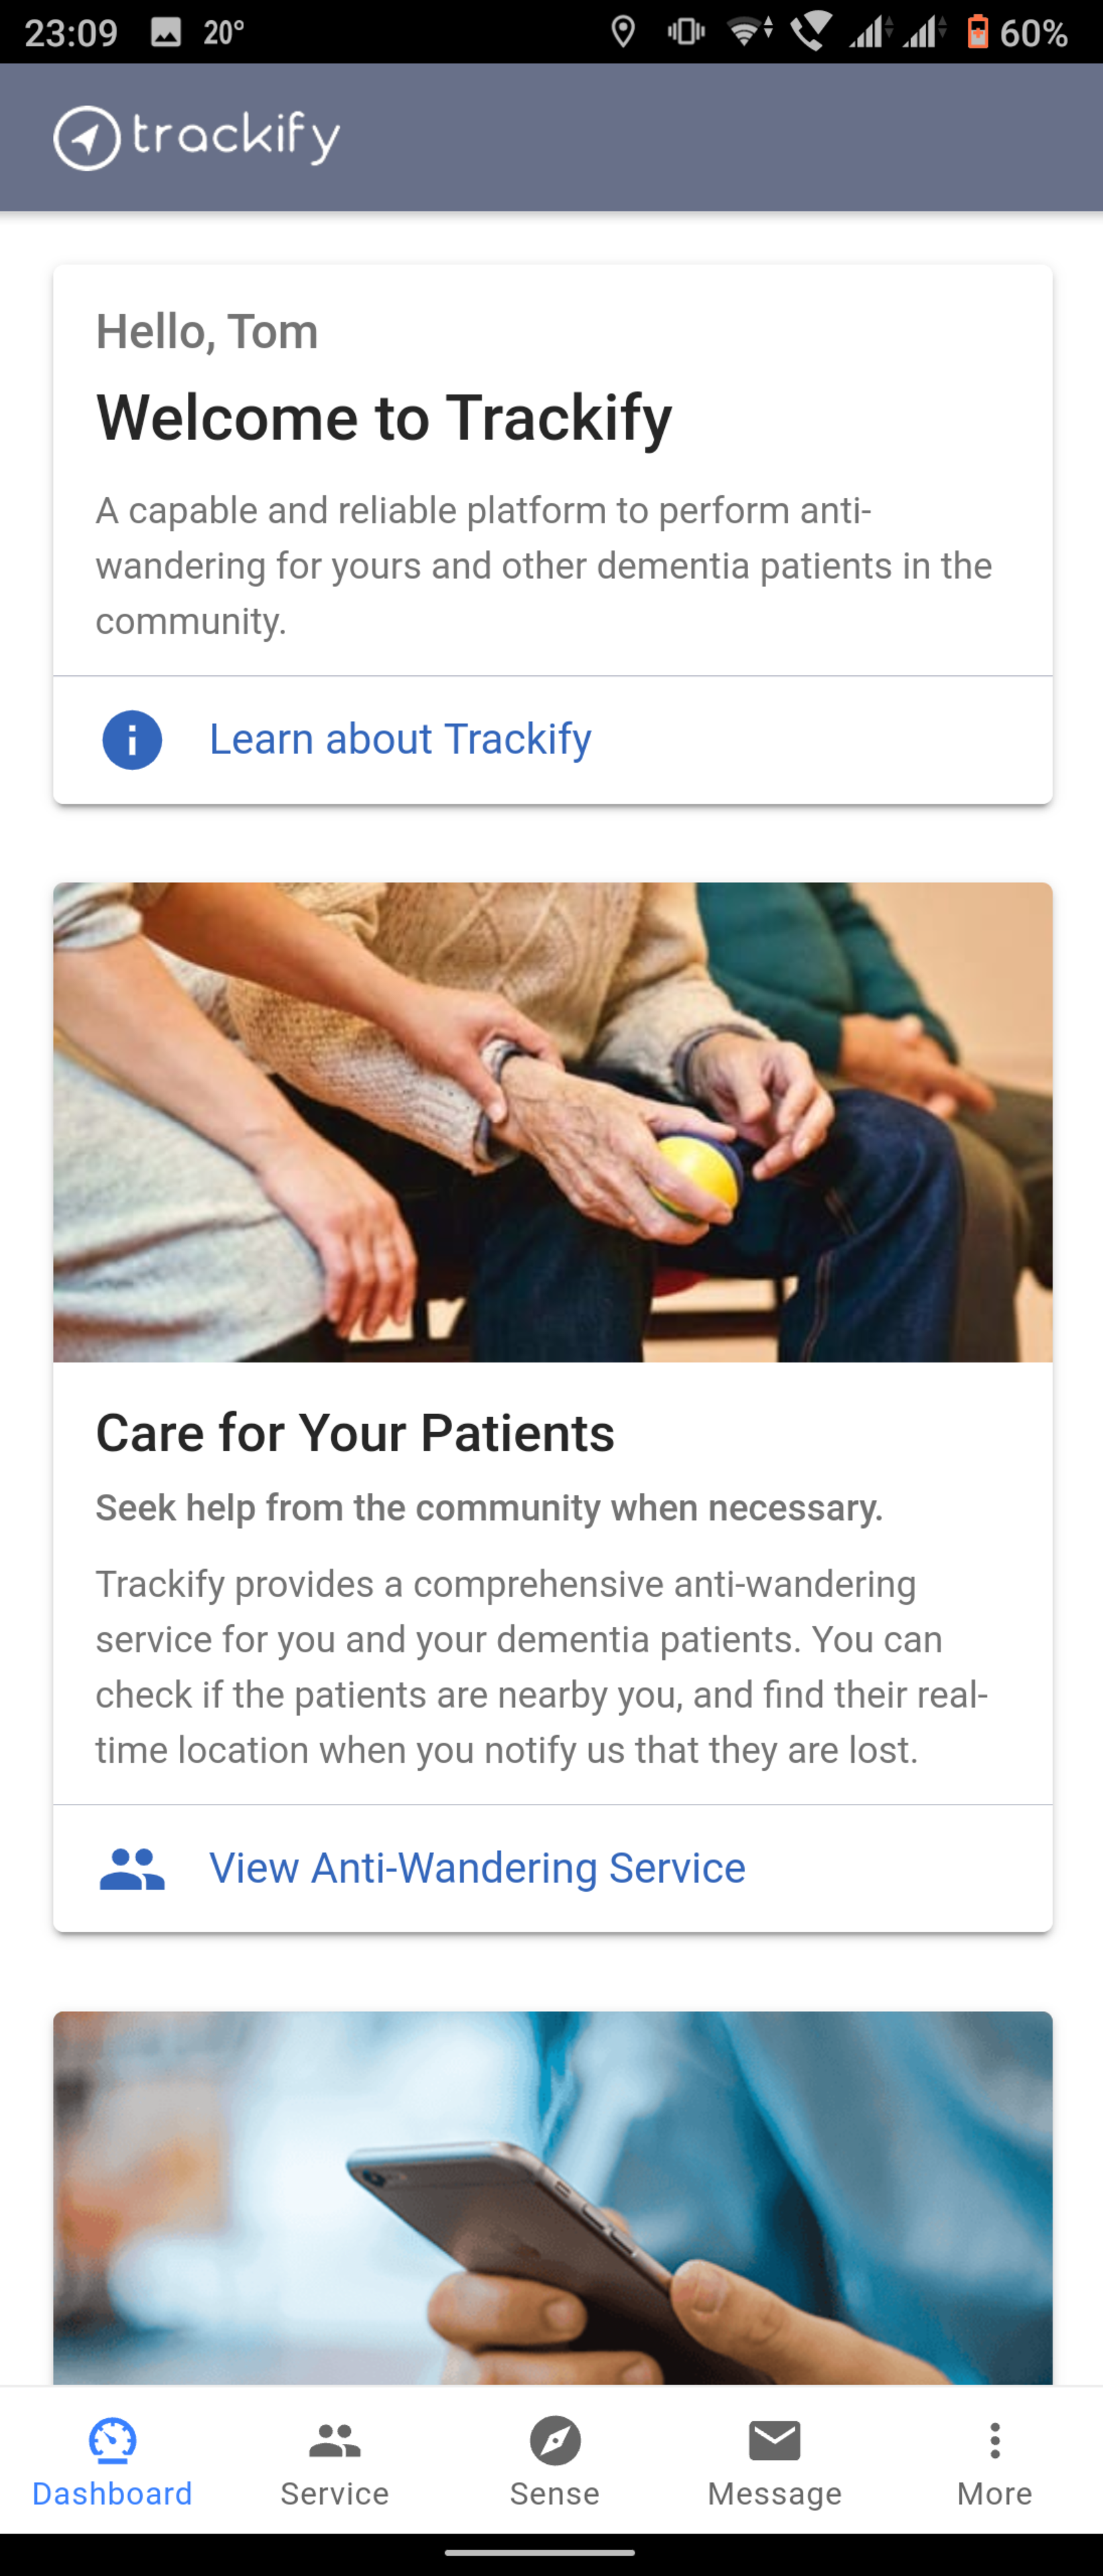 23:09 20° 60%
trackify
Hello, Tom
Welcome to Trackify
A capable and reliable platform to perform anti-
wandering for yours and other dementia patients in the
community.
Learn about Trackify
Care for Your Patients
Seek help from the community when necessary.
Trackify provides a comprehensive anti-wandering
service for you and your dementia patients. You can
check if the patients are nearby you, and find their real-
time location when you notify us that they are lost.
View Anti-Wandering Service
Dashboard Service Sense Message More